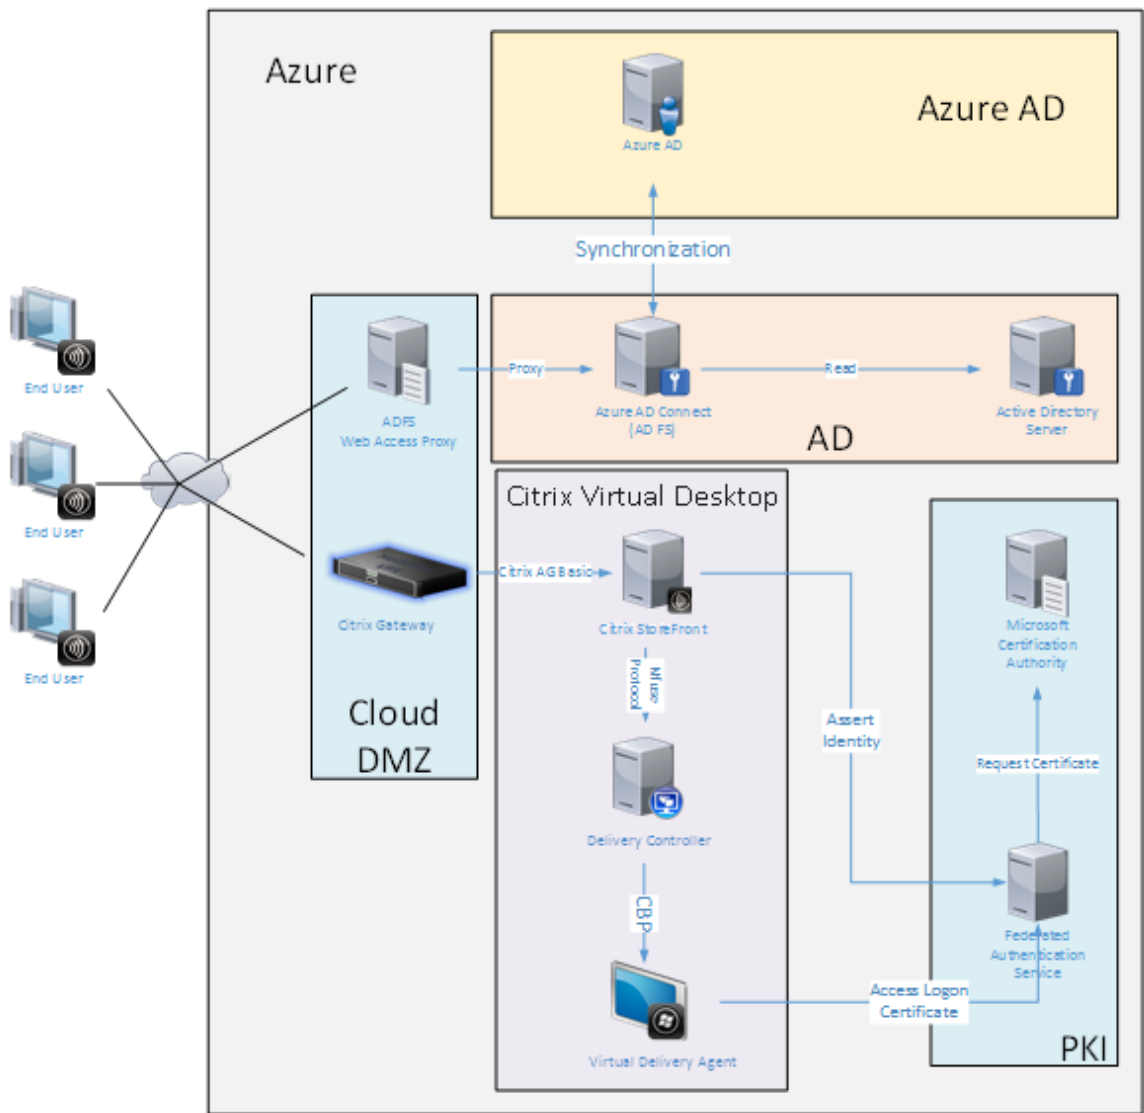 Azure
Azure AD
Azure AD
Synchronization
End User
End User
End User
ADFS
Web Access Proxy
Proxy
Azure AD Connect
(AD FS)
Read
Active Directory
Server
AD
Citrix Gateway
Cloud
DMZ
Citrix Virtual Desktop
Citrix AG Basic
Citrix StoreFront
Nfuse
Protocol
Delivery Controller
CBP
Virtual Delivery Agent
Assert
Identity
Access Logon
Certificate
Microsoft
Certification
Authority
Request Certificate
Federated
Authentication
Service
PKI